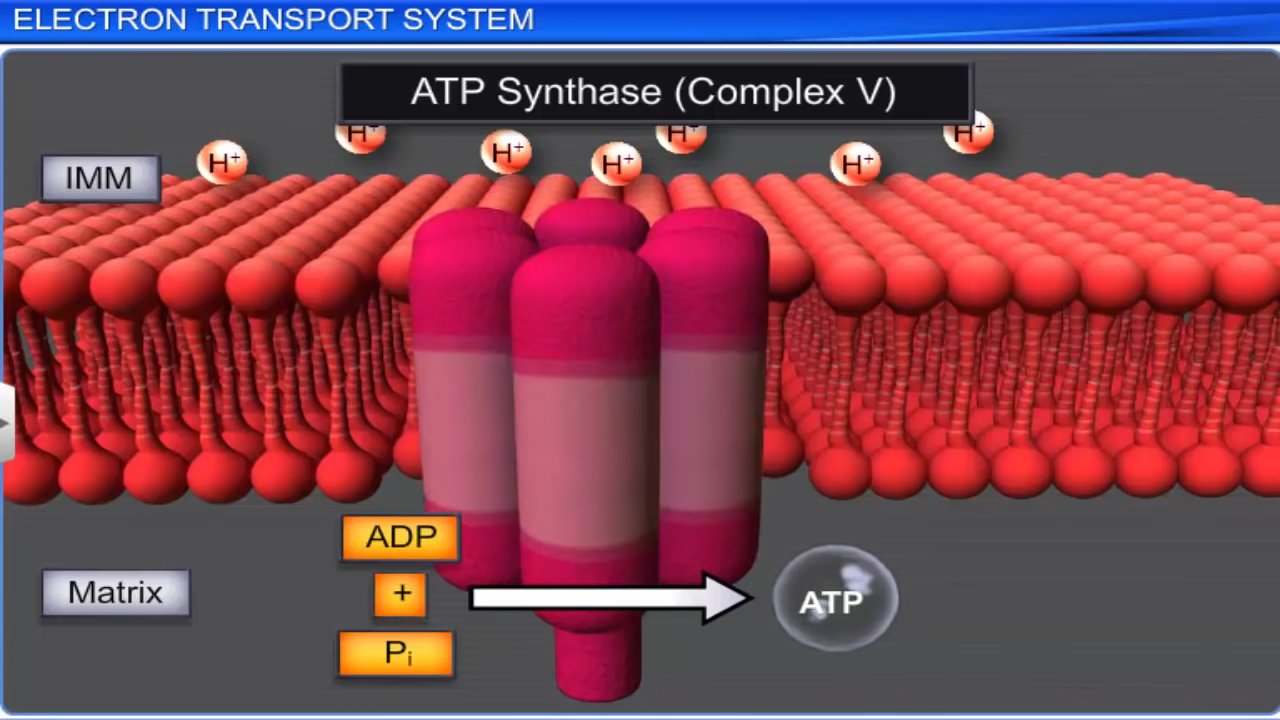 ELECTRON TRANSPORT SYSTEM
ATP Synthase (Complex V)
H⁺
H⁺
H⁺
H⁺
H⁺
H⁺
H⁺
IMM
ADP
+
Pᵢ
Matrix
ATP